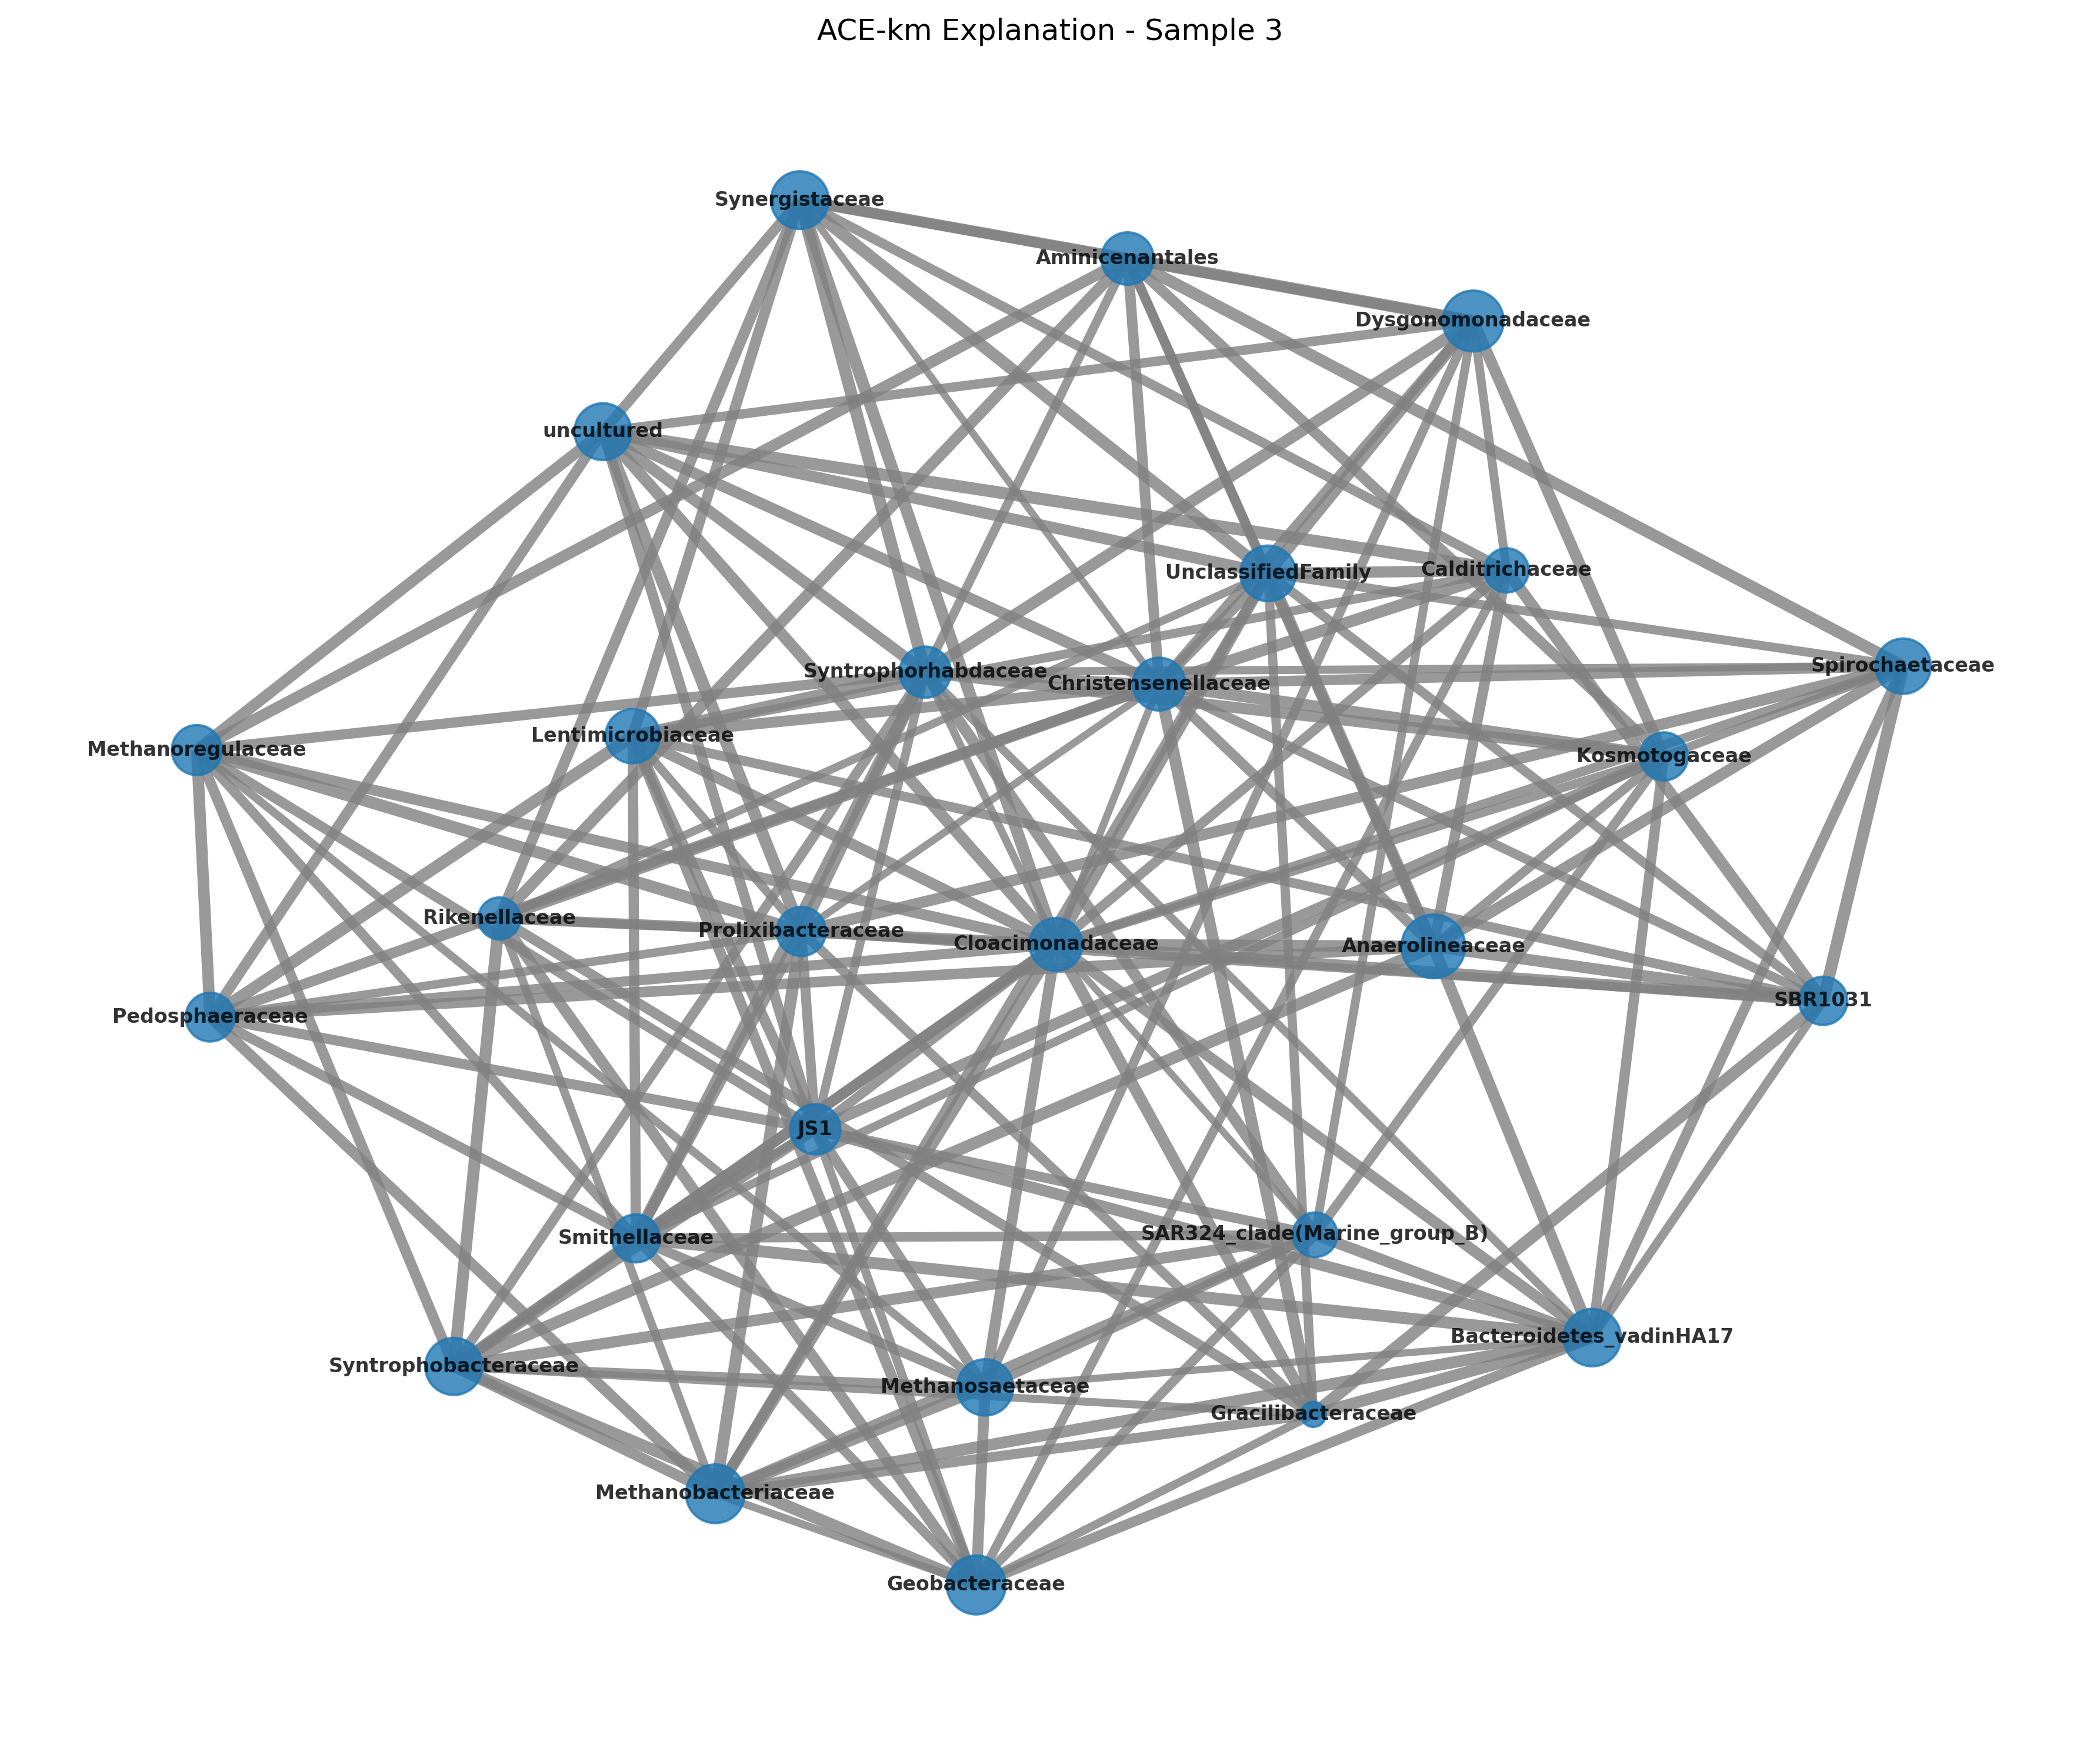 ACE-km Explanation - Sample 3
Synergistaceae
Aminicenantales
Dysgonomonadaceae
uncultured
UnclassifiedFamily
Calditrichaceae
Syntrophorhabdaceae
Christensenellaceae
Spirochaetaceae
Lentimicrobiaceae
Methanoregulaceae
Kosmotogaceae
Rikenellaceae
Prolixibacteraceae
Cloacimonadaceae
Anaerolineaceae
SBR1031
Pedosphaeraceae
JS1
Smithellaceae
SAR324_clade(Marine_group_B)
Bacteroidetes_vadinHA17
Syntrophobacteraceae
Methanosaetaceae
Gracilibacteraceae
Methanobacteriaceae
Geobacteraceae